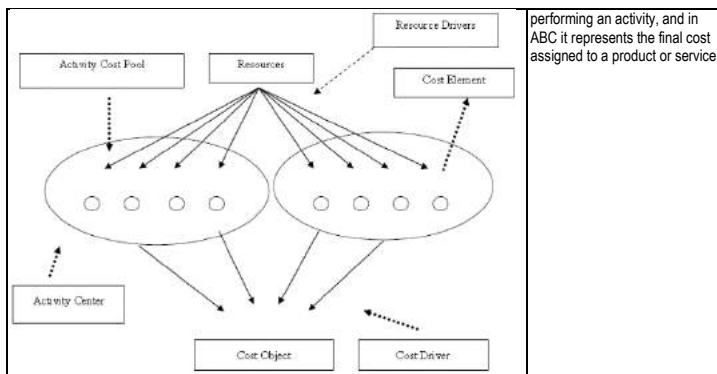 Resource Drivers
Activity Cost Pool
Resources
Cost Element
Activity Center
Cost Object
Cost Driver
performing an activity, and in
ABC it represents the final cost
assigned to a product or service